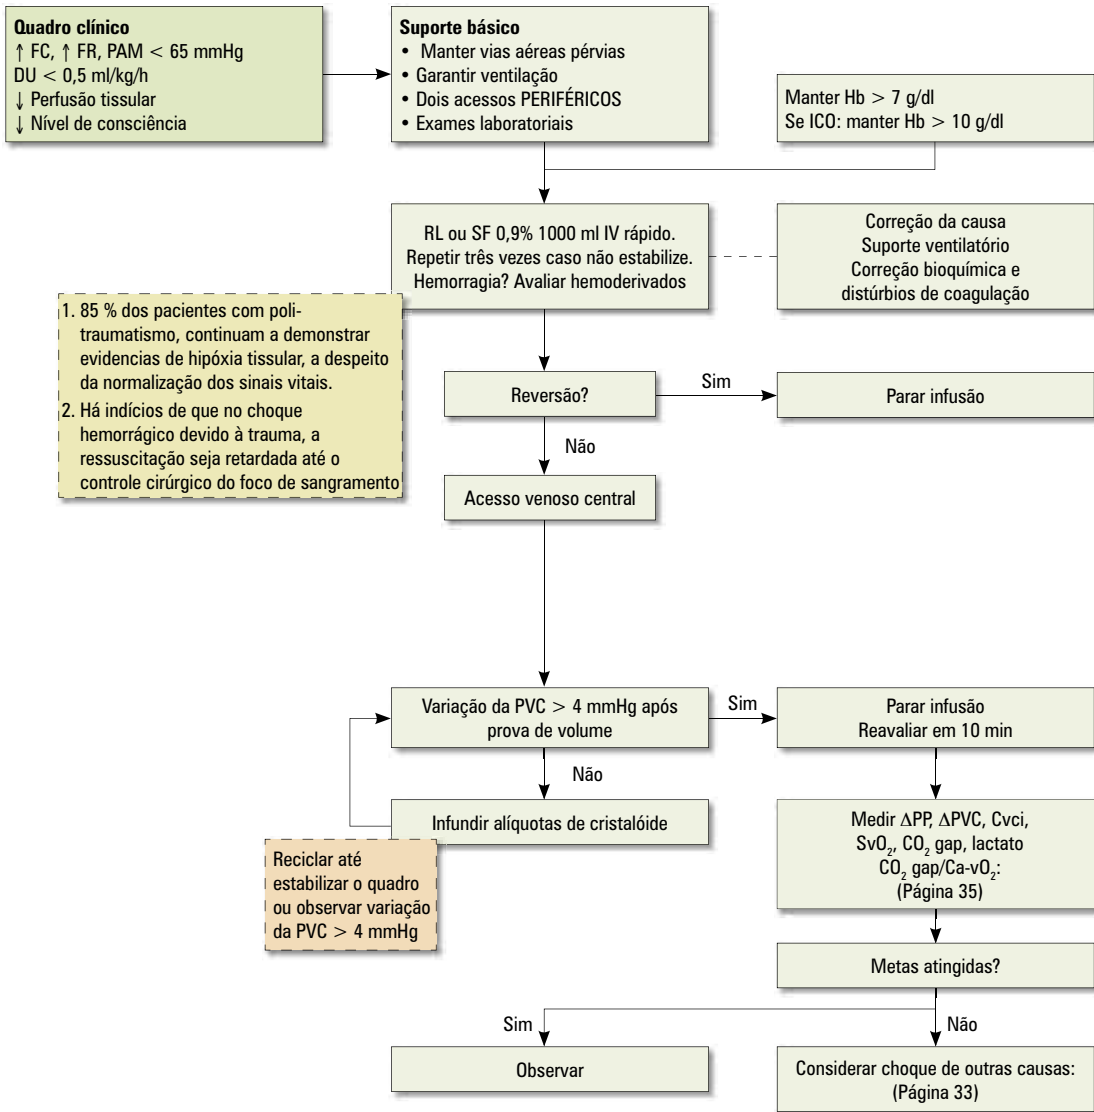 Quadro clínico
↑ FC, ↑ FR, PAM < 65 mmHg
DU < 0,5 ml/kg/h
↓ Perfusão tissular
↓ Nível de consciência
Suporte básico
• Manter vias aéreas pérvias
• Garantir ventilação
• Dois acessos PERIFÉRICOS
• Exames laboratoriais
Manter Hb > 7 g/dl
Se ICO: manter Hb > 10 g/dl
RL ou SF 0,9% 1000 ml IV rápido.
Repetir três vezes caso não estabilize.
Hemorragia? Avaliar hemoderivados
Correção da causa
Suporte ventilatório
Correção bioquímica e
distúrbios de coagulação
1. 85 % dos pacientes com poli-
traumatismo, continuam a demonstrar
evidencias de hipóxia tissular, a despeito
da normalização dos sinais vitais.
2. Há indícios de que no choque
hemorrágico devido à trauma, a
ressuscitação seja retardada até o
controle cirúrgico do foco de sangramento
Reversão?
Sim
Parar infusão
Não
Acesso venoso central
Variação da PVC > 4 mmHg após
prova de volume
Sim
Parar infusão
Reavaliar em 10 min
Não
Infundir alíquotas de cristalóide
Reciclar até
estabilizar o quadro
ou observar variação
da PVC > 4 mmHg
Medir ΔPP, ΔPVC, Cvci,
SvO₂, CO₂ gap, lactato
CO₂ gap/Ca-vO₂:
(Página 35)
Metas atingidas?
Sim
Não
Observar
Considerar choque de outras causas:
(Página 33)